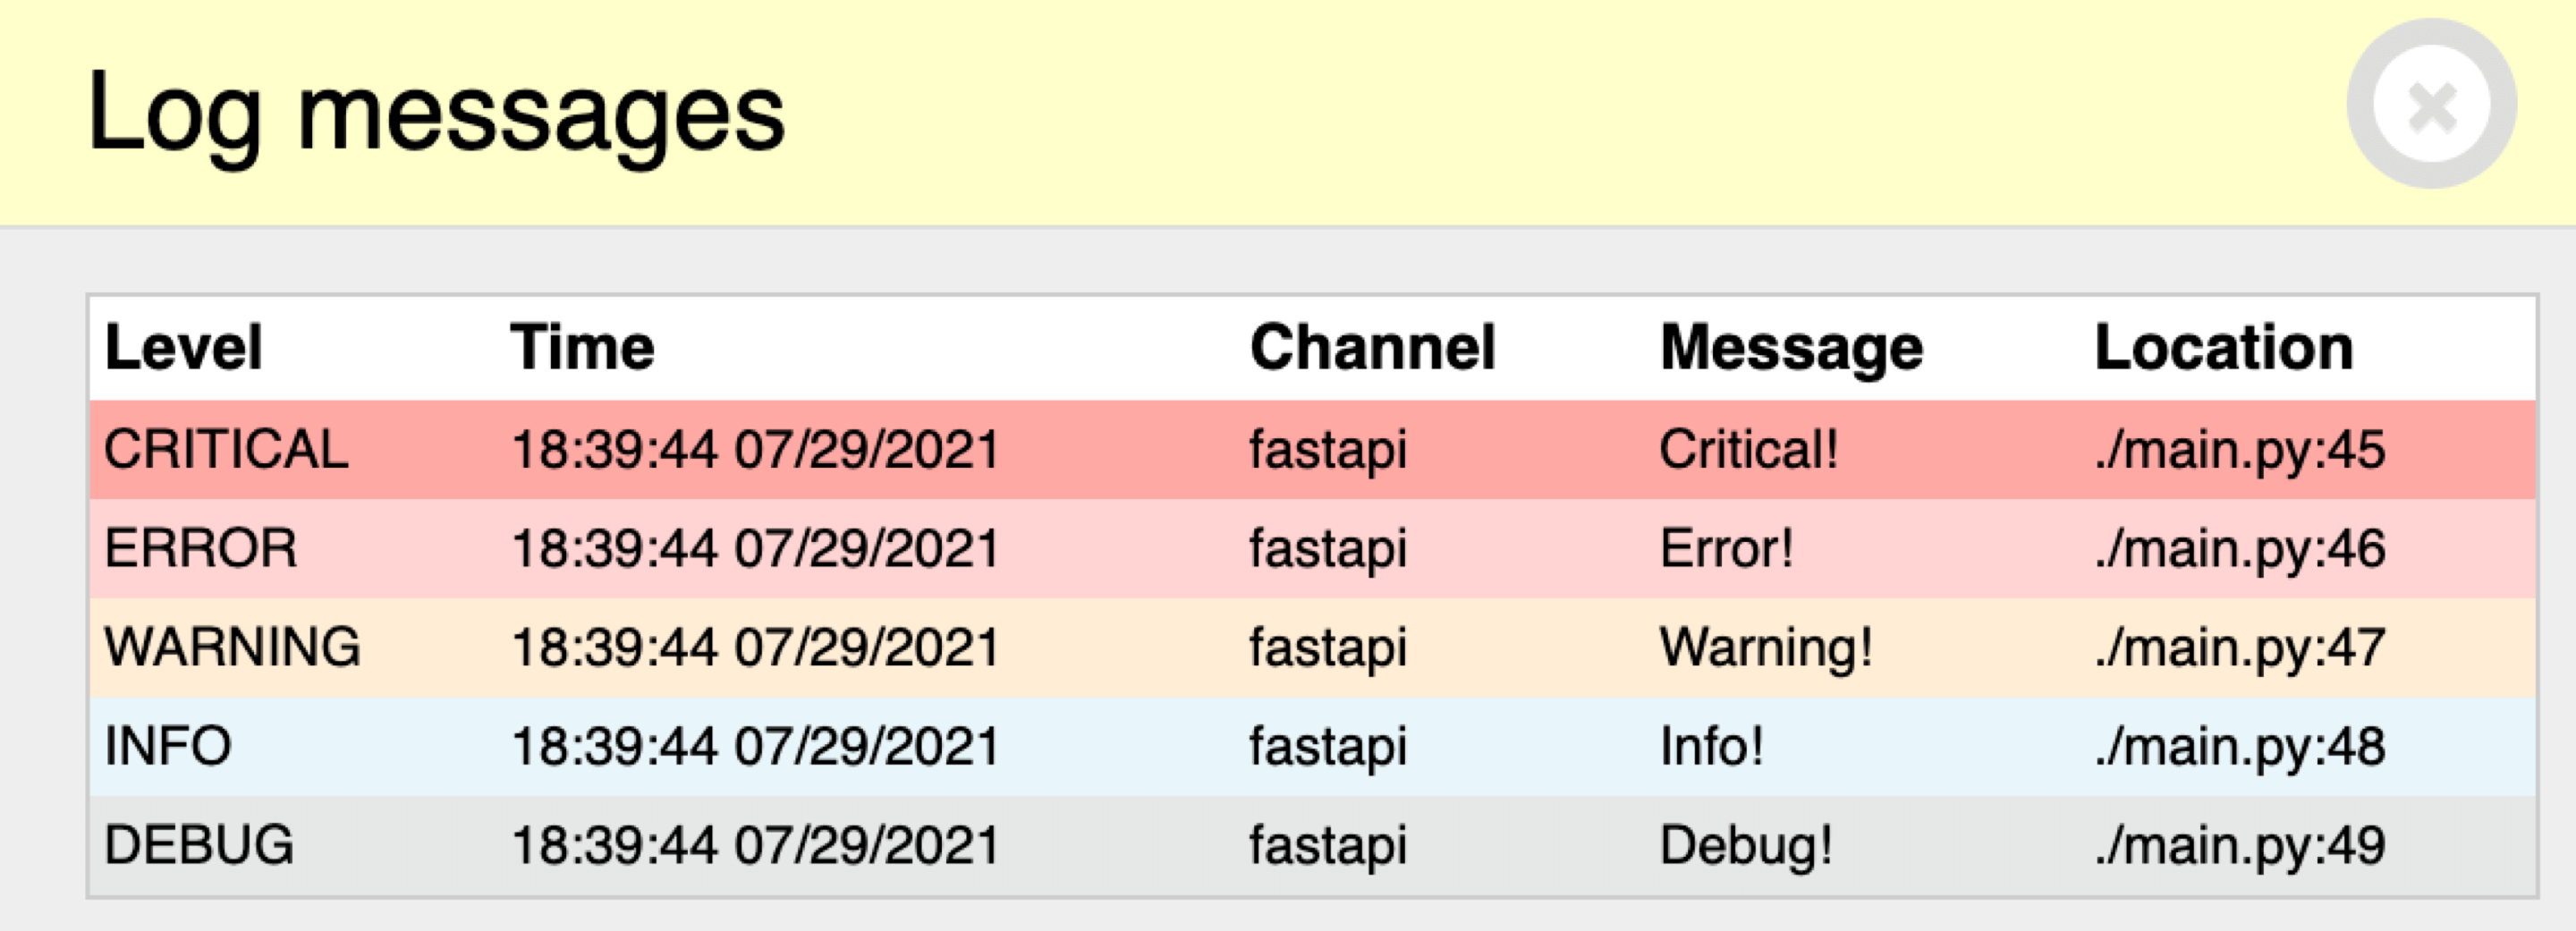 Log messages
Level Time Channel Message Location
CRITICAL 18:39:44 07/29/2021 fastapi Critical! ./main.py:45
ERROR 18:39:44 07/29/2021 fastapi Error! ./main.py:46
WARNING 18:39:44 07/29/2021 fastapi Warning! ./main.py:47
INFO 18:39:44 07/29/2021 fastapi Info! ./main.py:48
DEBUG 18:39:44 07/29/2021 fastapi Debug! ./main.py:49